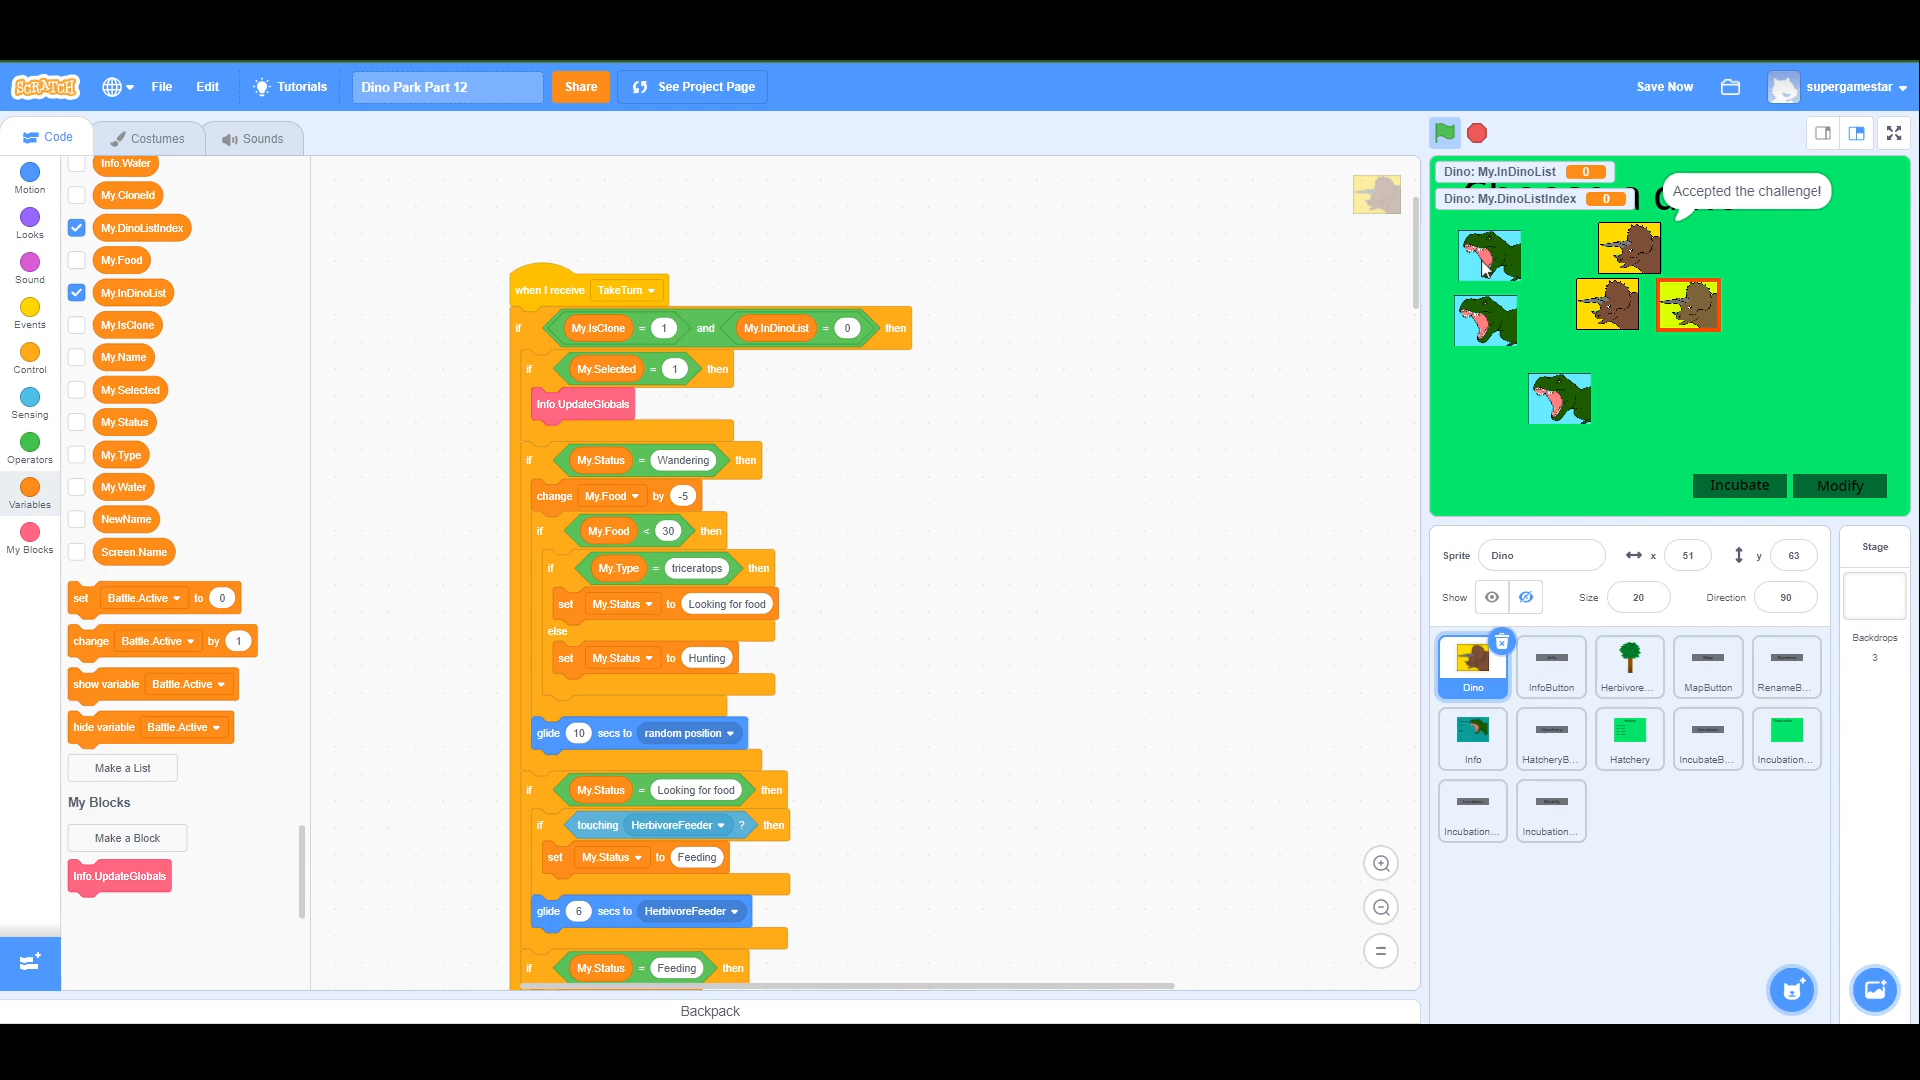 SCRATCH File Edit Tutorials Dino Park Part 12 Share See Project Page Save Now supergamestar
Code Costumes Sounds
Motion
Looks
Sound
Events
Control
Sensing
Operators
Variables
My Blocks
Info.Water
My.CloneId
My.DinoListIndex
My.Food
My.InDinoList
My.IsClone
My.Name
My.Selected
My.Status
My.Type
My.Water
NewName
Screen.Name
set Battle.Active to 0
change Battle.Active by 1
show variable Battle.Active
hide variable Battle.Active
Make a List
My Blocks
Make a Block
Info.UpdateGlobals
when I receive TakeTurn
if My.IsClone = 1 and My.InDinoList = 0 then
if My.Selected = 1 then
Info.UpdateGlobals
if My.Status = Wandering then
change My.Food by -5
if My.Food < 30 then
if My.Type = triceratops then
set My.Status to Looking for food
else
set My.Status to Hunting
glide 10 secs to random position
if My.Status = Looking for food then
if touching HerbivoreFeeder ? then
set My.Status to Feeding
glide 6 secs to HerbivoreFeeder
if My.Status = Feeding then
Backpack
Dino: My.InDinoList 0
Dino: My.DinoListIndex 0
Accepted the challenge!
Incubate Modify
Sprite Dino x 51 y 63
Show Size 20 Direction 90
Dino InfoButton Herbivore... MapButton RenameB...
Info HatcheryB... Hatchery IncubateB... Incubation...
Incubation... Incubation...
Stage
Backdrops
3